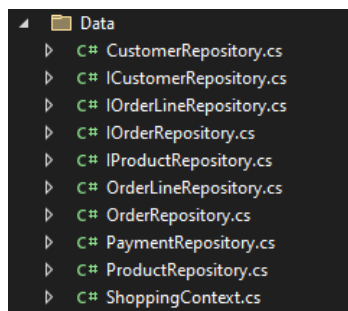 Data
C# CustomerRepository.cs
C# ICustomerRepository.cs
C# IOrderLineRepository.cs
C# IOrderRepository.cs
C# IProductRepository.cs
C# OrderLineRepository.cs
C# OrderRepository.cs
C# PaymentRepository.cs
C# ProductRepository.cs
C# ShoppingContext.cs